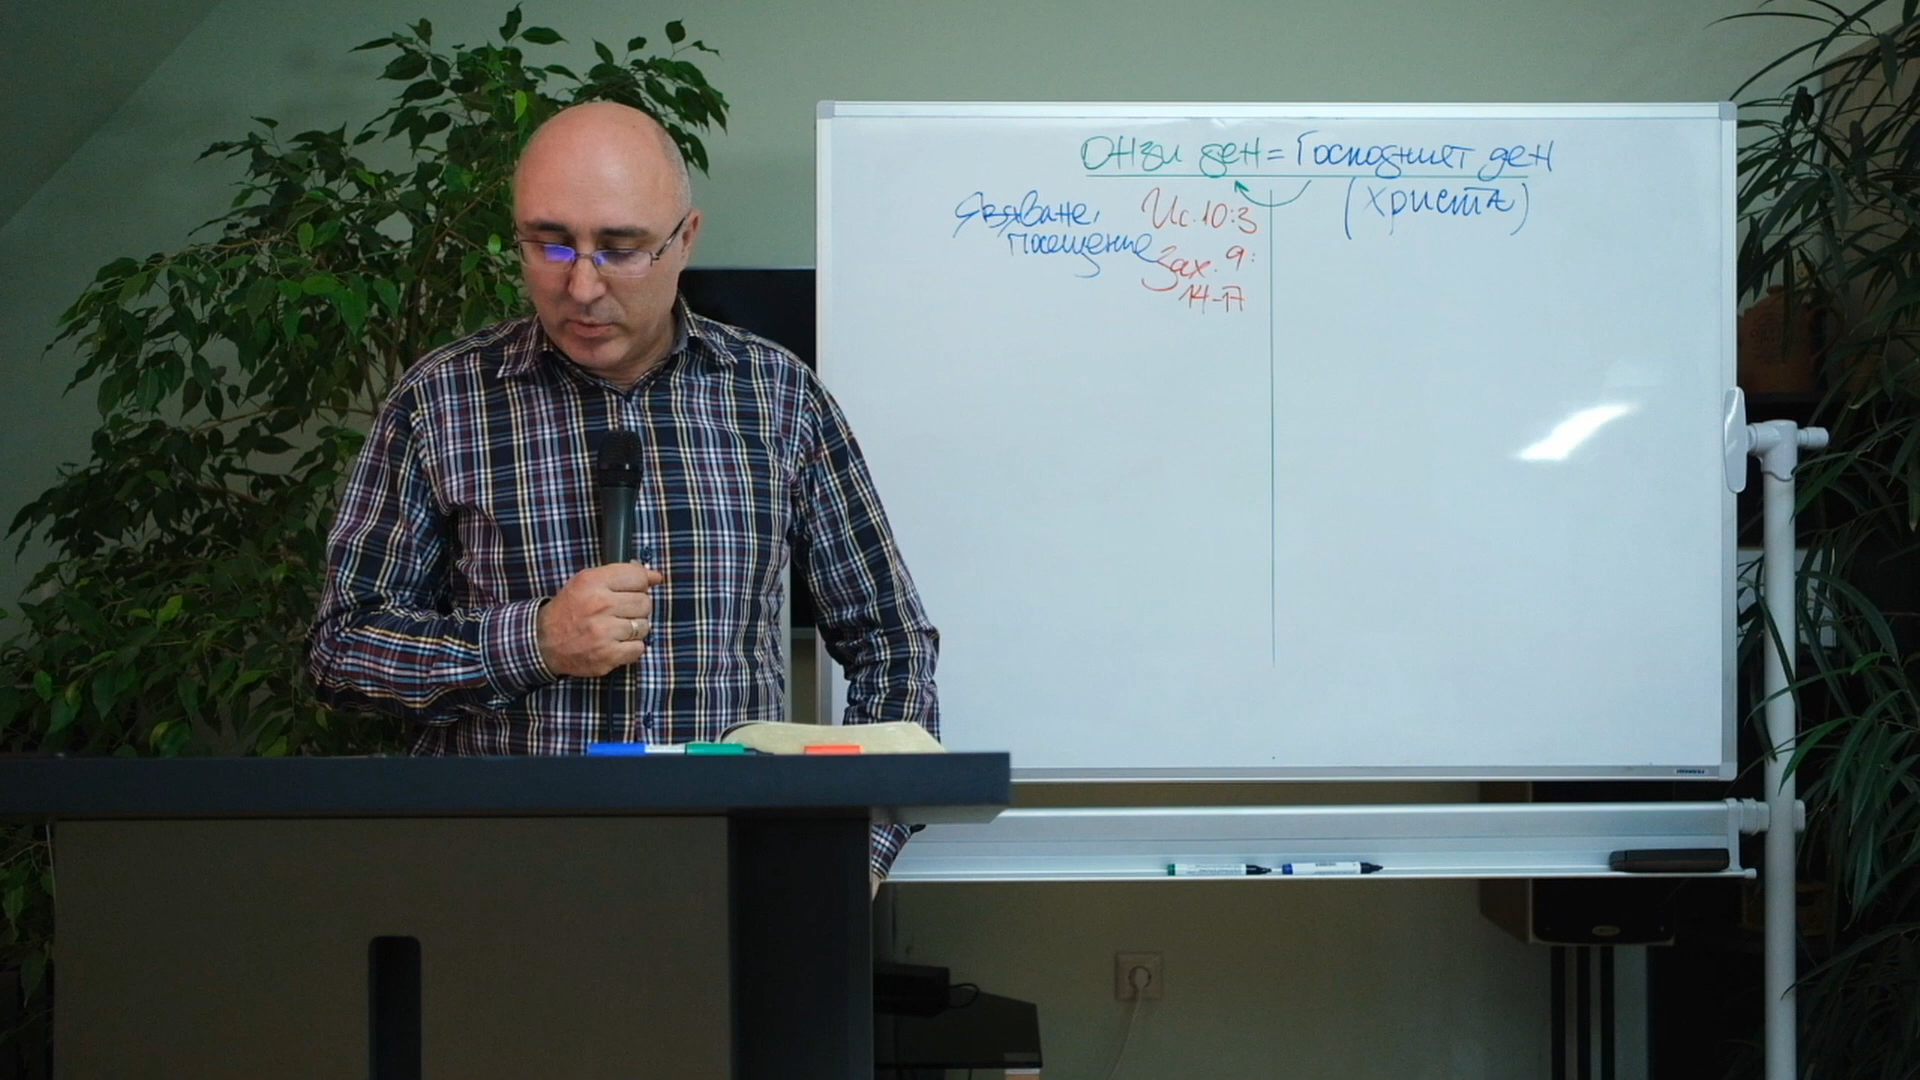 Онзи ден = Господният ден
(Христа)
Явяване, Ис. 10:3
посещение Зах. 9:
14-17